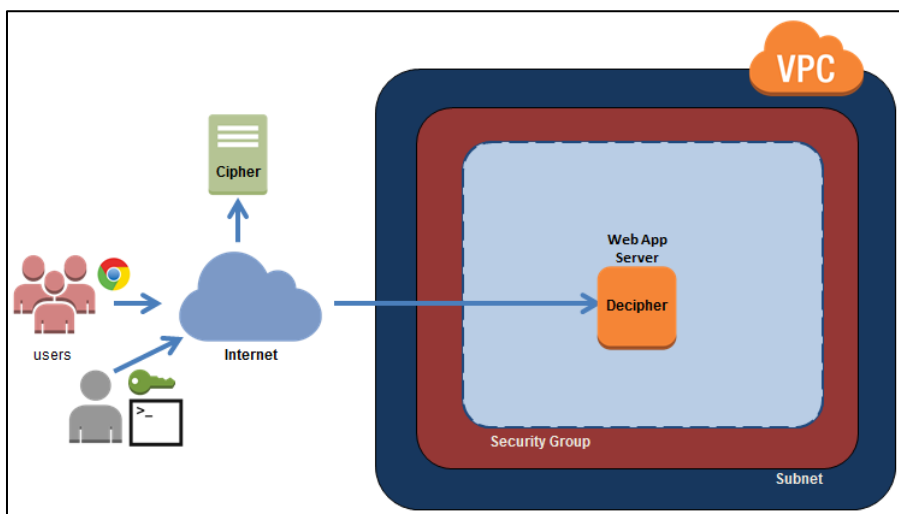 VPC
Cipher
Web App
Server
Decipher
users
Internet
>_
Security Group
Subnet